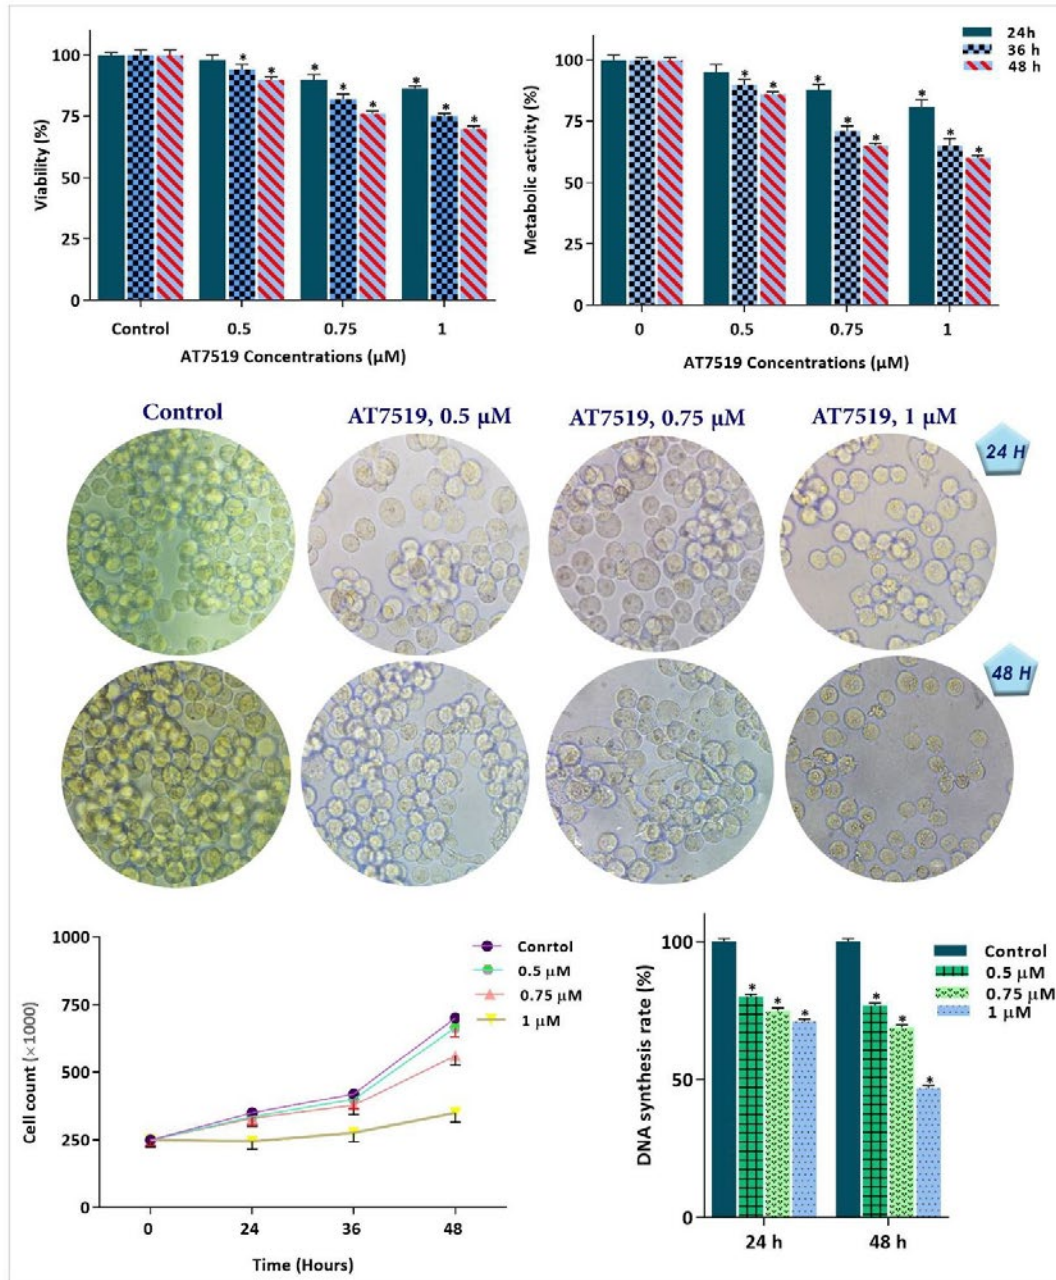 24h
36 h
48 h
100
75
50
25
0
Viability (%)
Control 0.5 0.75 1
AT7519 Concentrations (μM)
100
75
50
25
0
Metabolic activity (%)
0 0.5 0.75 1
AT7519 Concentrations (μM)
* * * * * * * *
* * * * * * * *
Control AT7519, 0.5 μM AT7519, 0.75 μM AT7519, 1 μM
24 H
48 H
1000
750
500
250
0
Cell count (×1000)
0 24 36 48
Time (Hours)
Conrtol
0.5 μM
0.75 μM
1 μM
100
50
0
DNA synthesis rate (%)
* * * * * *
24 h 48 h
Control
0.5 μM
0.75 μM
1 μM